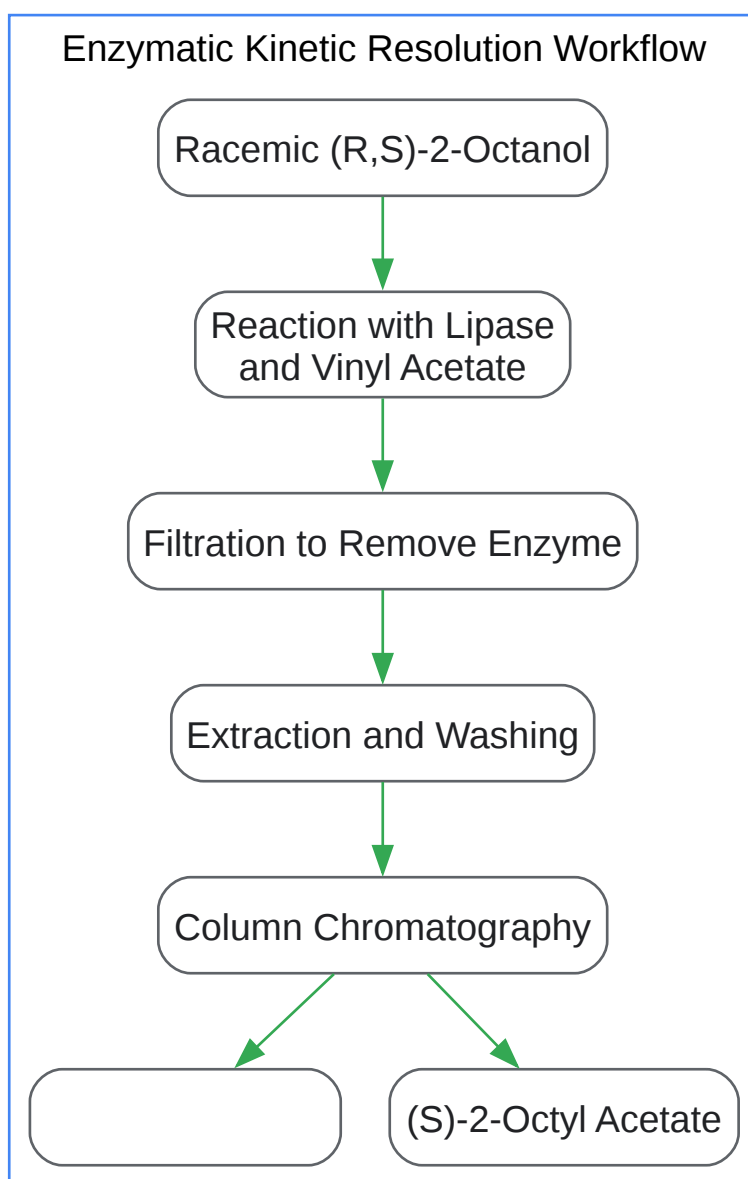 Enzymatic Kinetic Resolution Workflow
Racemic (R,S)-2-Octanol
Reaction with Lipase
and Vinyl Acetate
Filtration to Remove Enzyme
Extraction and Washing
Column Chromatography
(S)-2-Octyl Acetate